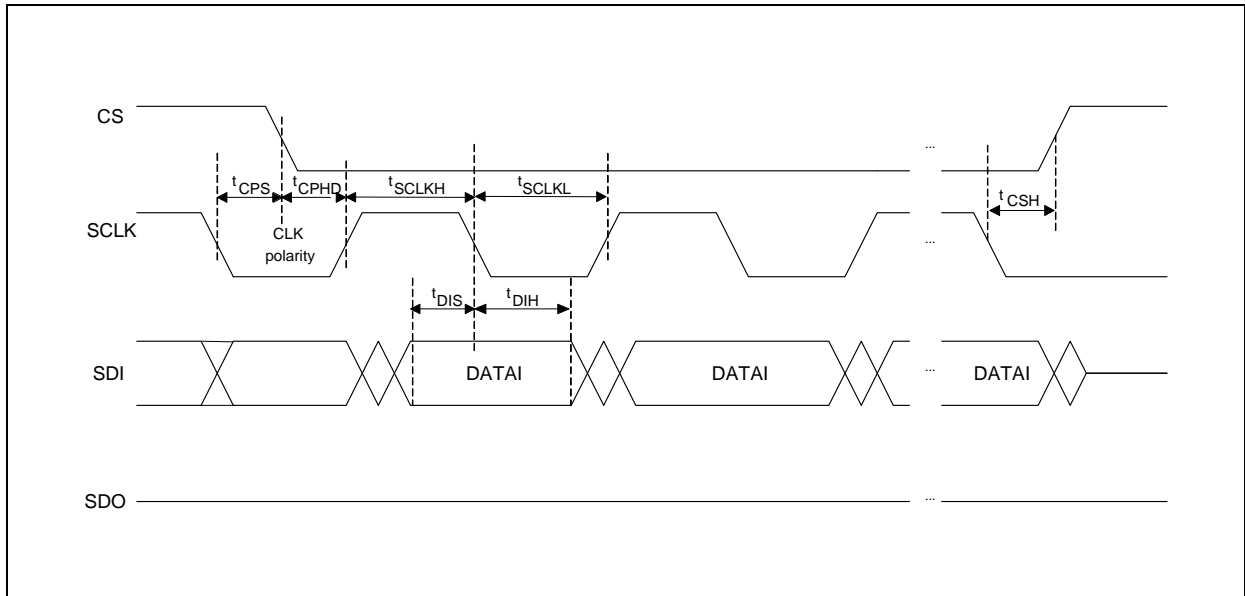 CS
...
tCPS
tCPHD
tSCLKH
tSCLKL
tCSH
SCLK
CLK
polarity
...
tDIS
tDIH
SDI
DATAI
DATAI
...
DATAI
SDO
...